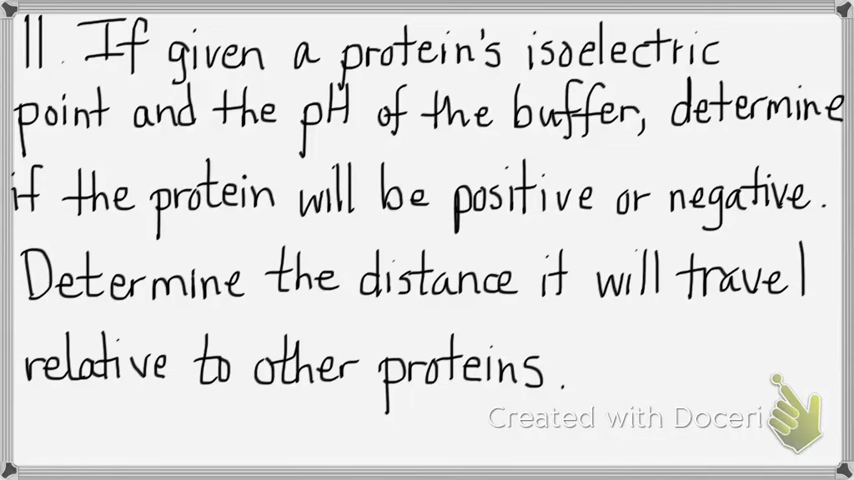 11. If given a protein's isoelectric
point and the pH of the buffer, determine
if the protein will be positive or negative.
Determine the distance it will travel
relative to other proteins.
Created with Doceri